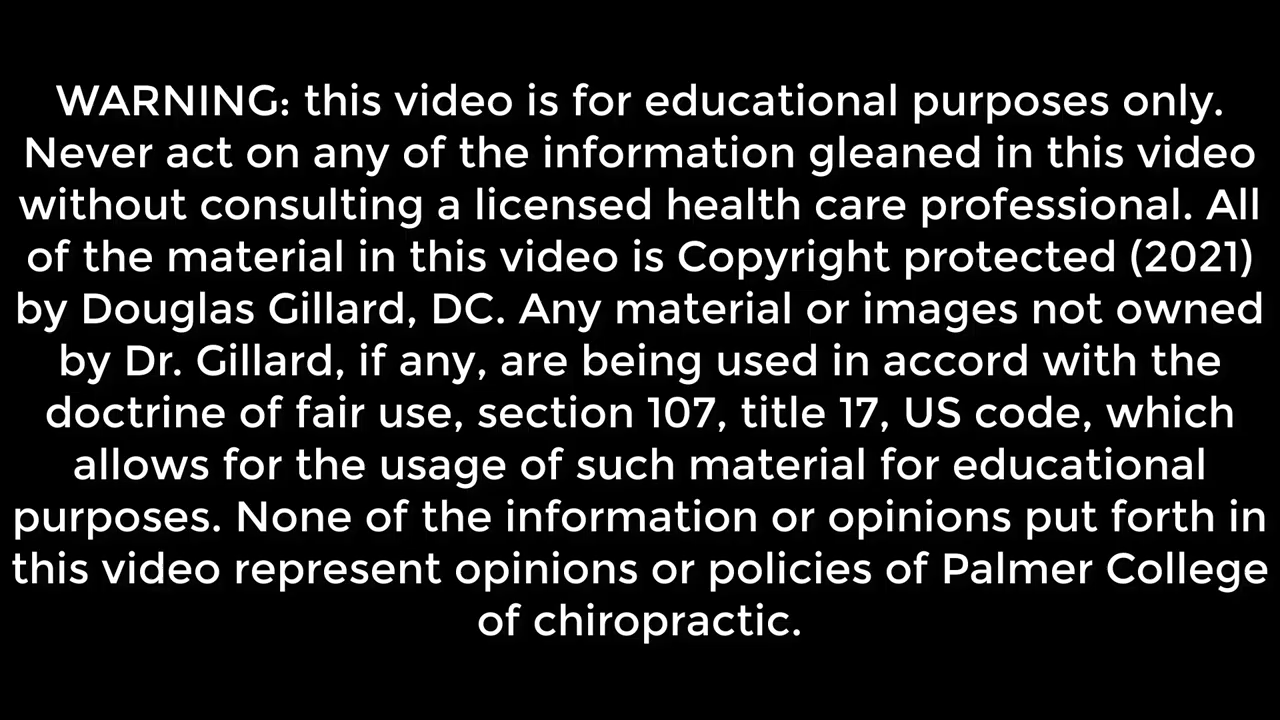 WARNING: this video is for educational purposes only.
Never act on any of the information gleaned in this video
without consulting a licensed health care professional. All
of the material in this video is Copyright protected (2021)
by Douglas Gillard, DC. Any material or images not owned
by Dr. Gillard, if any, are being used in accord with the
doctrine of fair use, section 107, title 17, US code, which
allows for the usage of such material for educational
purposes. None of the information or opinions put forth in
this video represent opinions or policies of Palmer College
of chiropractic.